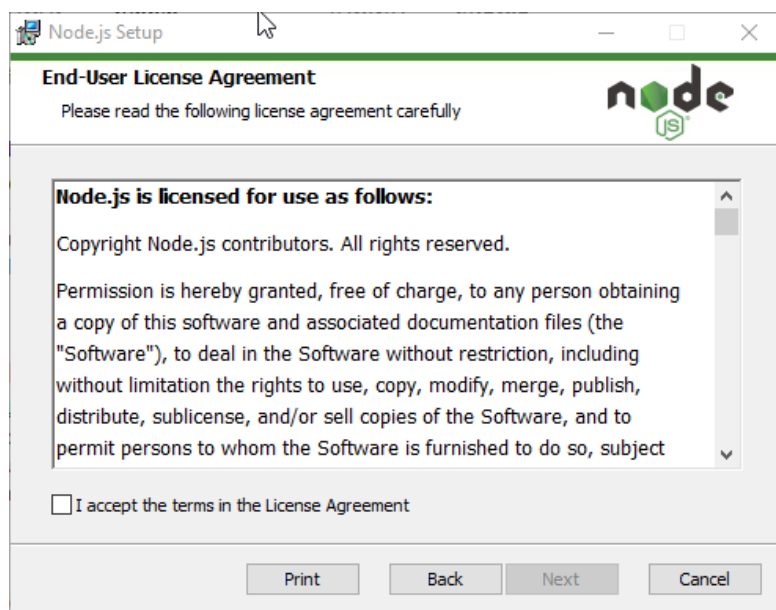 Node.js Setup
End-User License Agreement
Please read the following license agreement carefully
node
JS
Node.js is licensed for use as follows:
Copyright Node.js contributors. All rights reserved.
Permission is hereby granted, free of charge, to any person obtaining
a copy of this software and associated documentation files (the
"Software"), to deal in the Software without restriction, including
without limitation the rights to use, copy, modify, merge, publish,
distribute, sublicense, and/or sell copies of the Software, and to
permit persons to whom the Software is furnished to do so, subject
I accept the terms in the License Agreement
Print Back Next Cancel